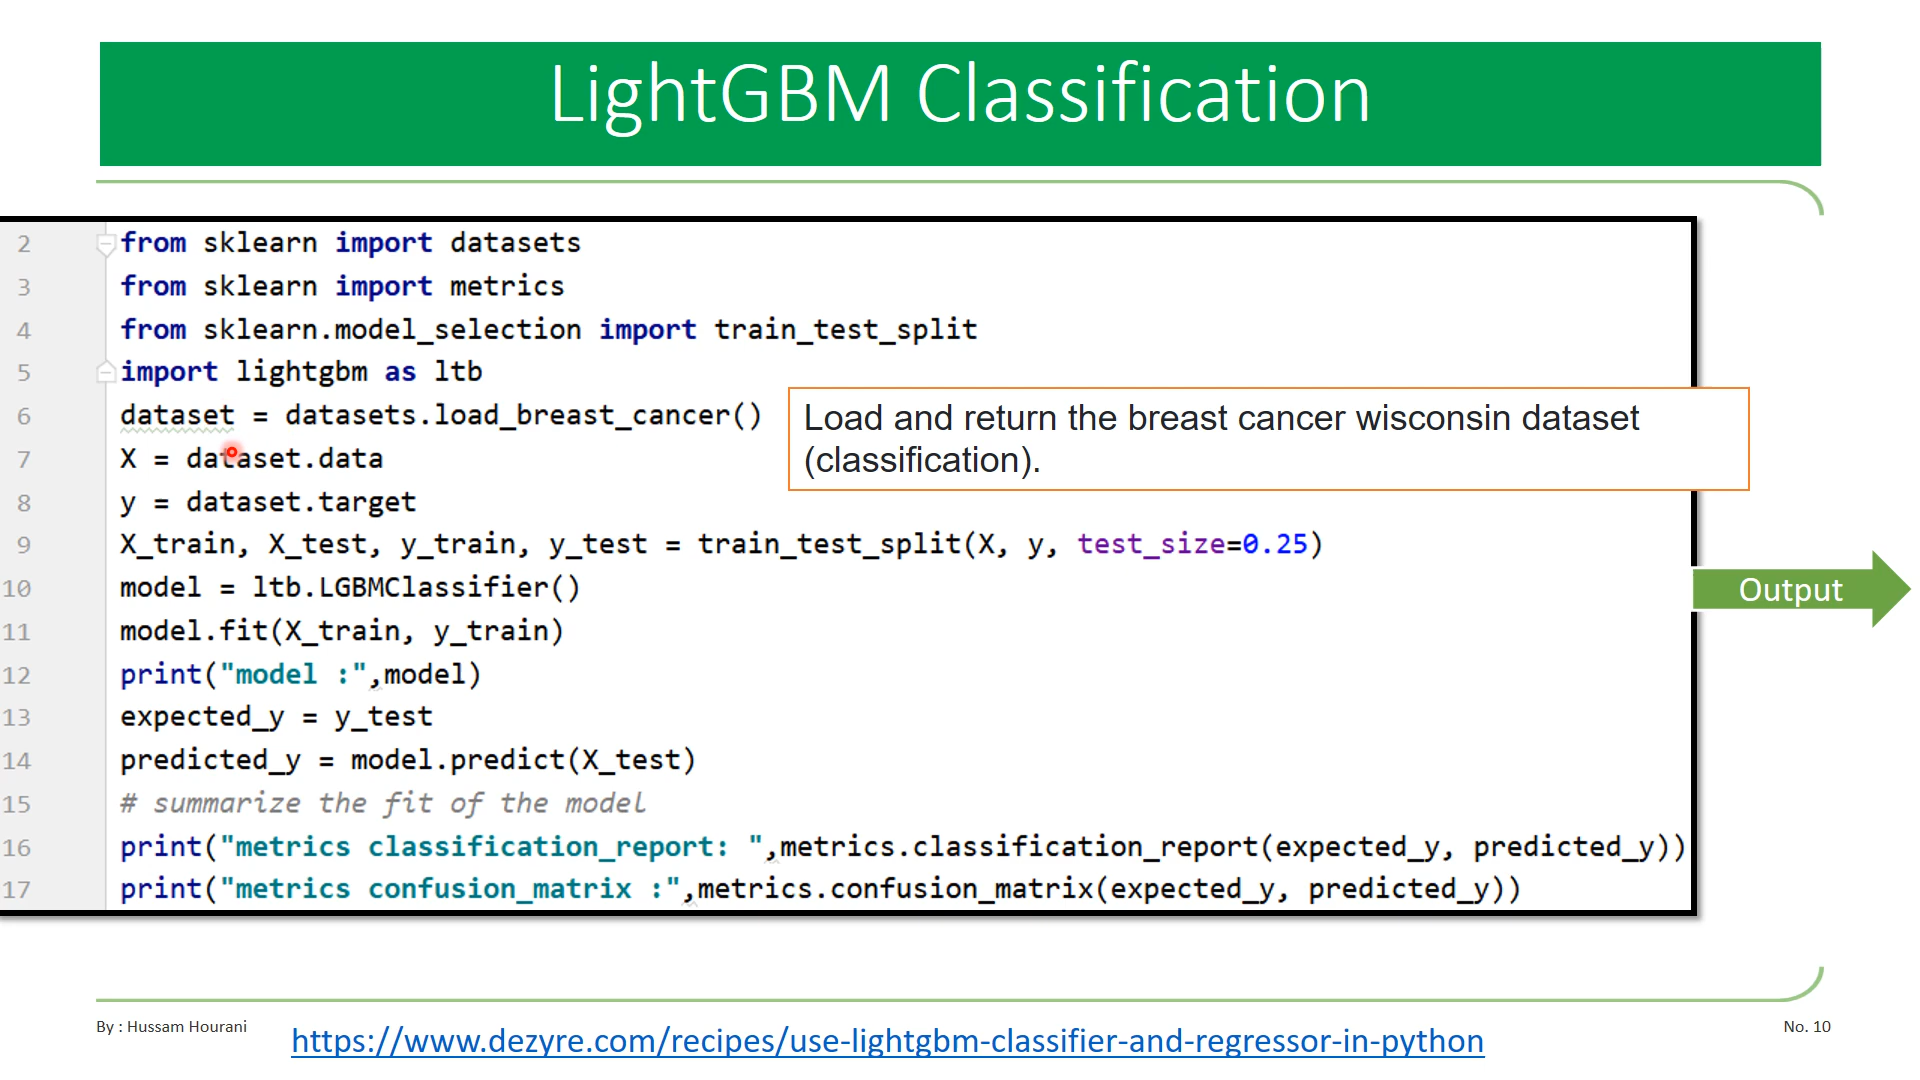 LightGBM Classification
2 from sklearn import datasets
3 from sklearn import metrics
4 from sklearn.model_selection import train_test_split
5 import lightgbm as ltb
6 dataset = datasets.load_breast_cancer()
Load and return the breast cancer wisconsin dataset
(classification).
7 X = dataset.data
8 y = dataset.target
9 X_train, X_test, y_train, y_test = train_test_split(X, y, test_size=0.25)
10 model = ltb.LGBMClassifier()
11 model.fit(X_train, y_train)
12 print("model :",model)
13 expected_y = y_test
14 predicted_y = model.predict(X_test)
15 # summarize the fit of the model
16 print("metrics classification_report: ",metrics.classification_report(expected_y, predicted_y))
17 print("metrics confusion_matrix :",metrics.confusion_matrix(expected_y, predicted_y))
Output
By : Hussam Hourani
https://www.dezyre.com/recipes/use-lightgbm-classifier-and-regressor-in-python
No. 10